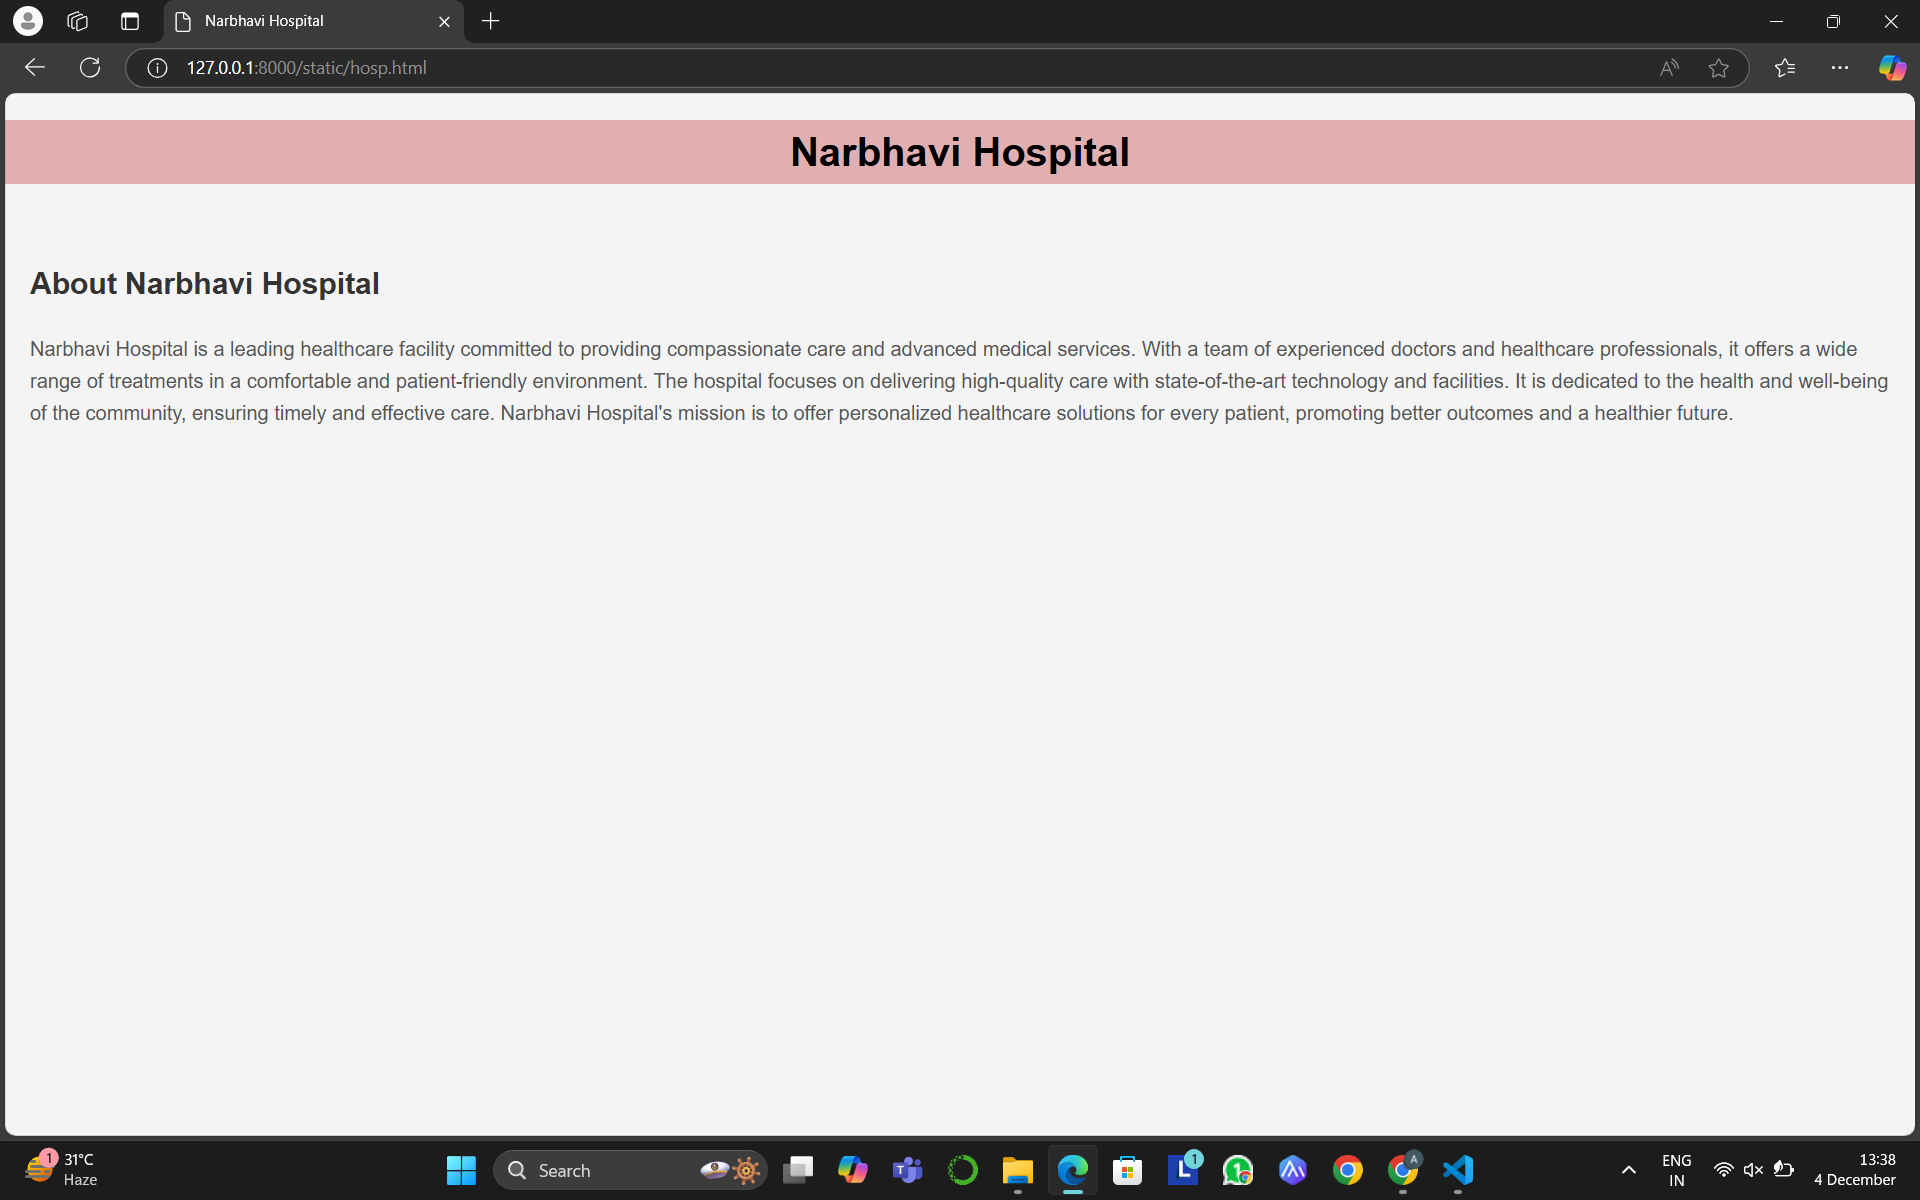 Narbhavi Hospital
127.0.0.1:8000/static/hosp.html
Narbhavi Hospital
About Narbhavi Hospital
Narbhavi Hospital is a leading healthcare facility committed to providing compassionate care and advanced medical services. With a team of experienced doctors and healthcare professionals, it offers a wide
range of treatments in a comfortable and patient-friendly environment. The hospital focuses on delivering high-quality care with state-of-the-art technology and facilities. It is dedicated to the health and well-being
of the community, ensuring timely and effective care. Narbhavi Hospital's mission is to offer personalized healthcare solutions for every patient, promoting better outcomes and a healthier future.
1
31°C
Haze
Search
T
L
1
1
A
ENG
IN
13:38
4 December